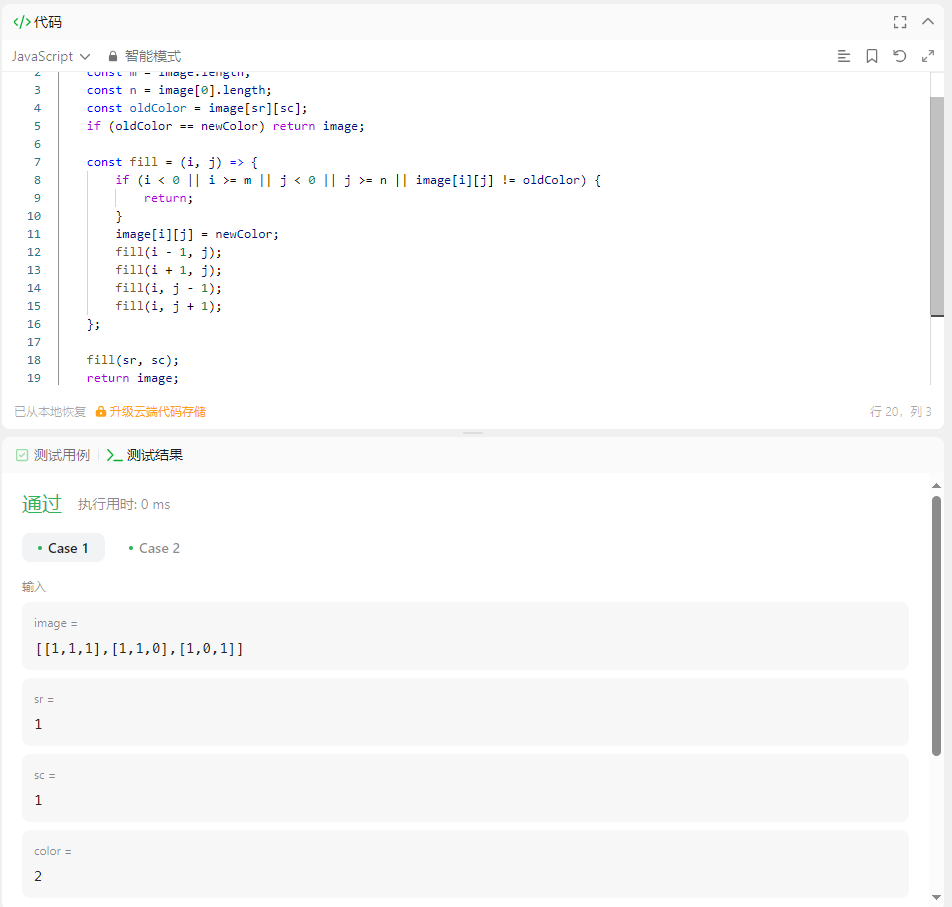 </> 代码
JavaScript 智能模式
2 const m = image.length;
3 const n = image[0].length;
4 const oldColor = image[sr][sc];
5 if (oldColor == newColor) return image;
6
7 const fill = (i, j) => {
8 if (i < 0 || i >= m || j < 0 || j >= n || image[i][j] != oldColor) {
9 return;
10 }
11 image[i][j] = newColor;
12 fill(i - 1, j);
13 fill(i + 1, j);
14 fill(i, j - 1);
15 fill(i, j + 1);
16 };
17
18 fill(sr, sc);
19 return image;
已从本地恢复 升级云端代码存储 行 20, 列 3
测试用例 >_ 测试结果
通过 执行用时: 0 ms
• Case 1 • Case 2
输入
image =
[[1,1,1],[1,1,0],[1,0,1]]
sr =
1
sc =
1
color =
2